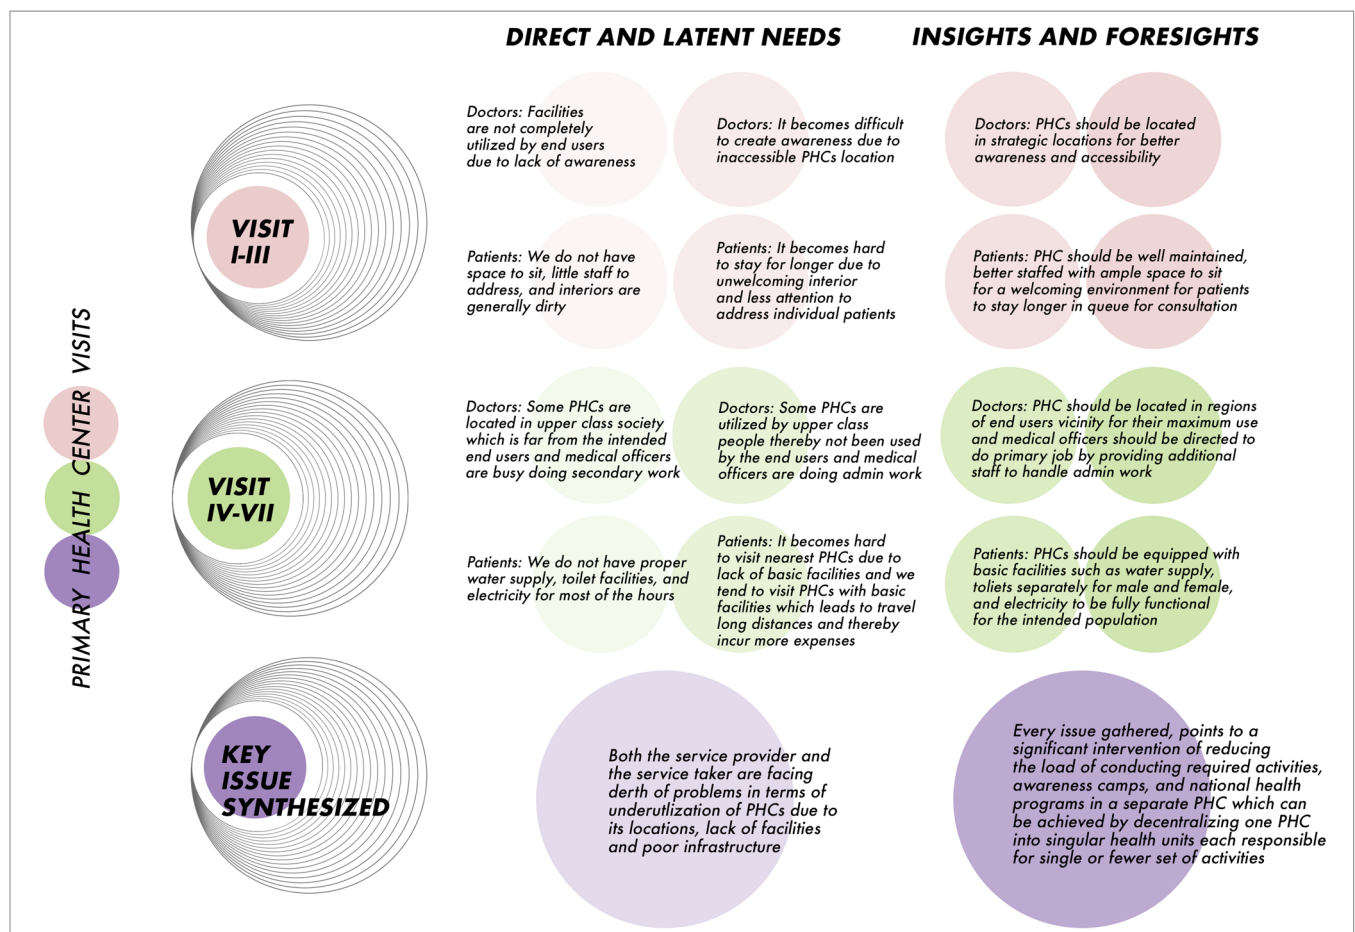 DIRECT AND LATENT NEEDS
INSIGHTS AND FORESIGHTS
PRIMARY HEALTH CENTER VISITS
VISIT
I-III
Doctors: Facilities
are not completely
utilized by end users
due to lack of awareness
Doctors: It becomes difficult
to create awareness due to
inaccessible PHCs location
Doctors: PHCs should be located
in strategic locations for better
awareness and accessibility
Patients: We do not have
space to sit, little staff to
address, and interiors are
generally dirty
Patients: It becomes hard
to stay for longer due to
unwelcoming interior
and less attention to
address individual patients
Patients: PHC should be well maintained,
better staffed with ample space to sit
for a welcoming environment for patients
to stay longer in queue for consultation
VISIT
IV-VII
Doctors: Some PHCs are
located in upper class society
which is far from the intended
end users and medical officers
are busy doing secondary work
Doctors: Some PHCs are
utilized by upper class
people thereby not been used
by the end users and medical
officers are doing admin work
Doctors: PHC should be located in regions
of end users vicinity for their maximum use
and medical officers should be directed to
do primary job by providing additional
staff to handle admin work
Patients: We do not have proper
water supply, toilet facilities, and
electricity for most of the hours
Patients: It becomes hard
to visit nearest PHCs due to
lack of basic facilities and we
tend to visit PHCs with basic
facilities which leads to travel
long distances and thereby
incur more expenses
Patients: PHCs should be equipped with
basic facilities such as water supply,
toliets separately for male and female,
and electricity to be fully functional
for the intended population
KEY
ISSUE
SYNTHESIZED
Both the service provider and
the service taker are facing
derth of problems in terms of
underutlization of PHCs due to
its locations, lack of facilities
and poor infrastructure
Every issue gathered, points to a
significant intervention of reducing
the load of conducting required activities,
awareness camps, and national health
programs in a separate PHC which can
be achieved by decentralizing one PHC
into singular health units each responsible
for single or fewer set of activities